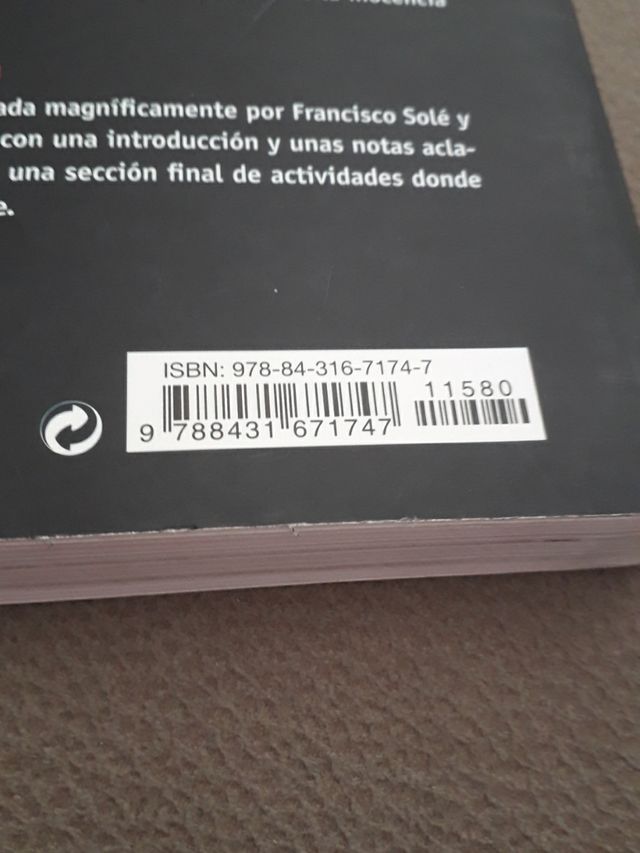 inocencia
ada magníficamente por Francisco Solé y
con una introducción y unas notas acla-
una sección final de actividades donde
e.
ISBN: 978-84-316-7174-7
11580
9 788431 671747